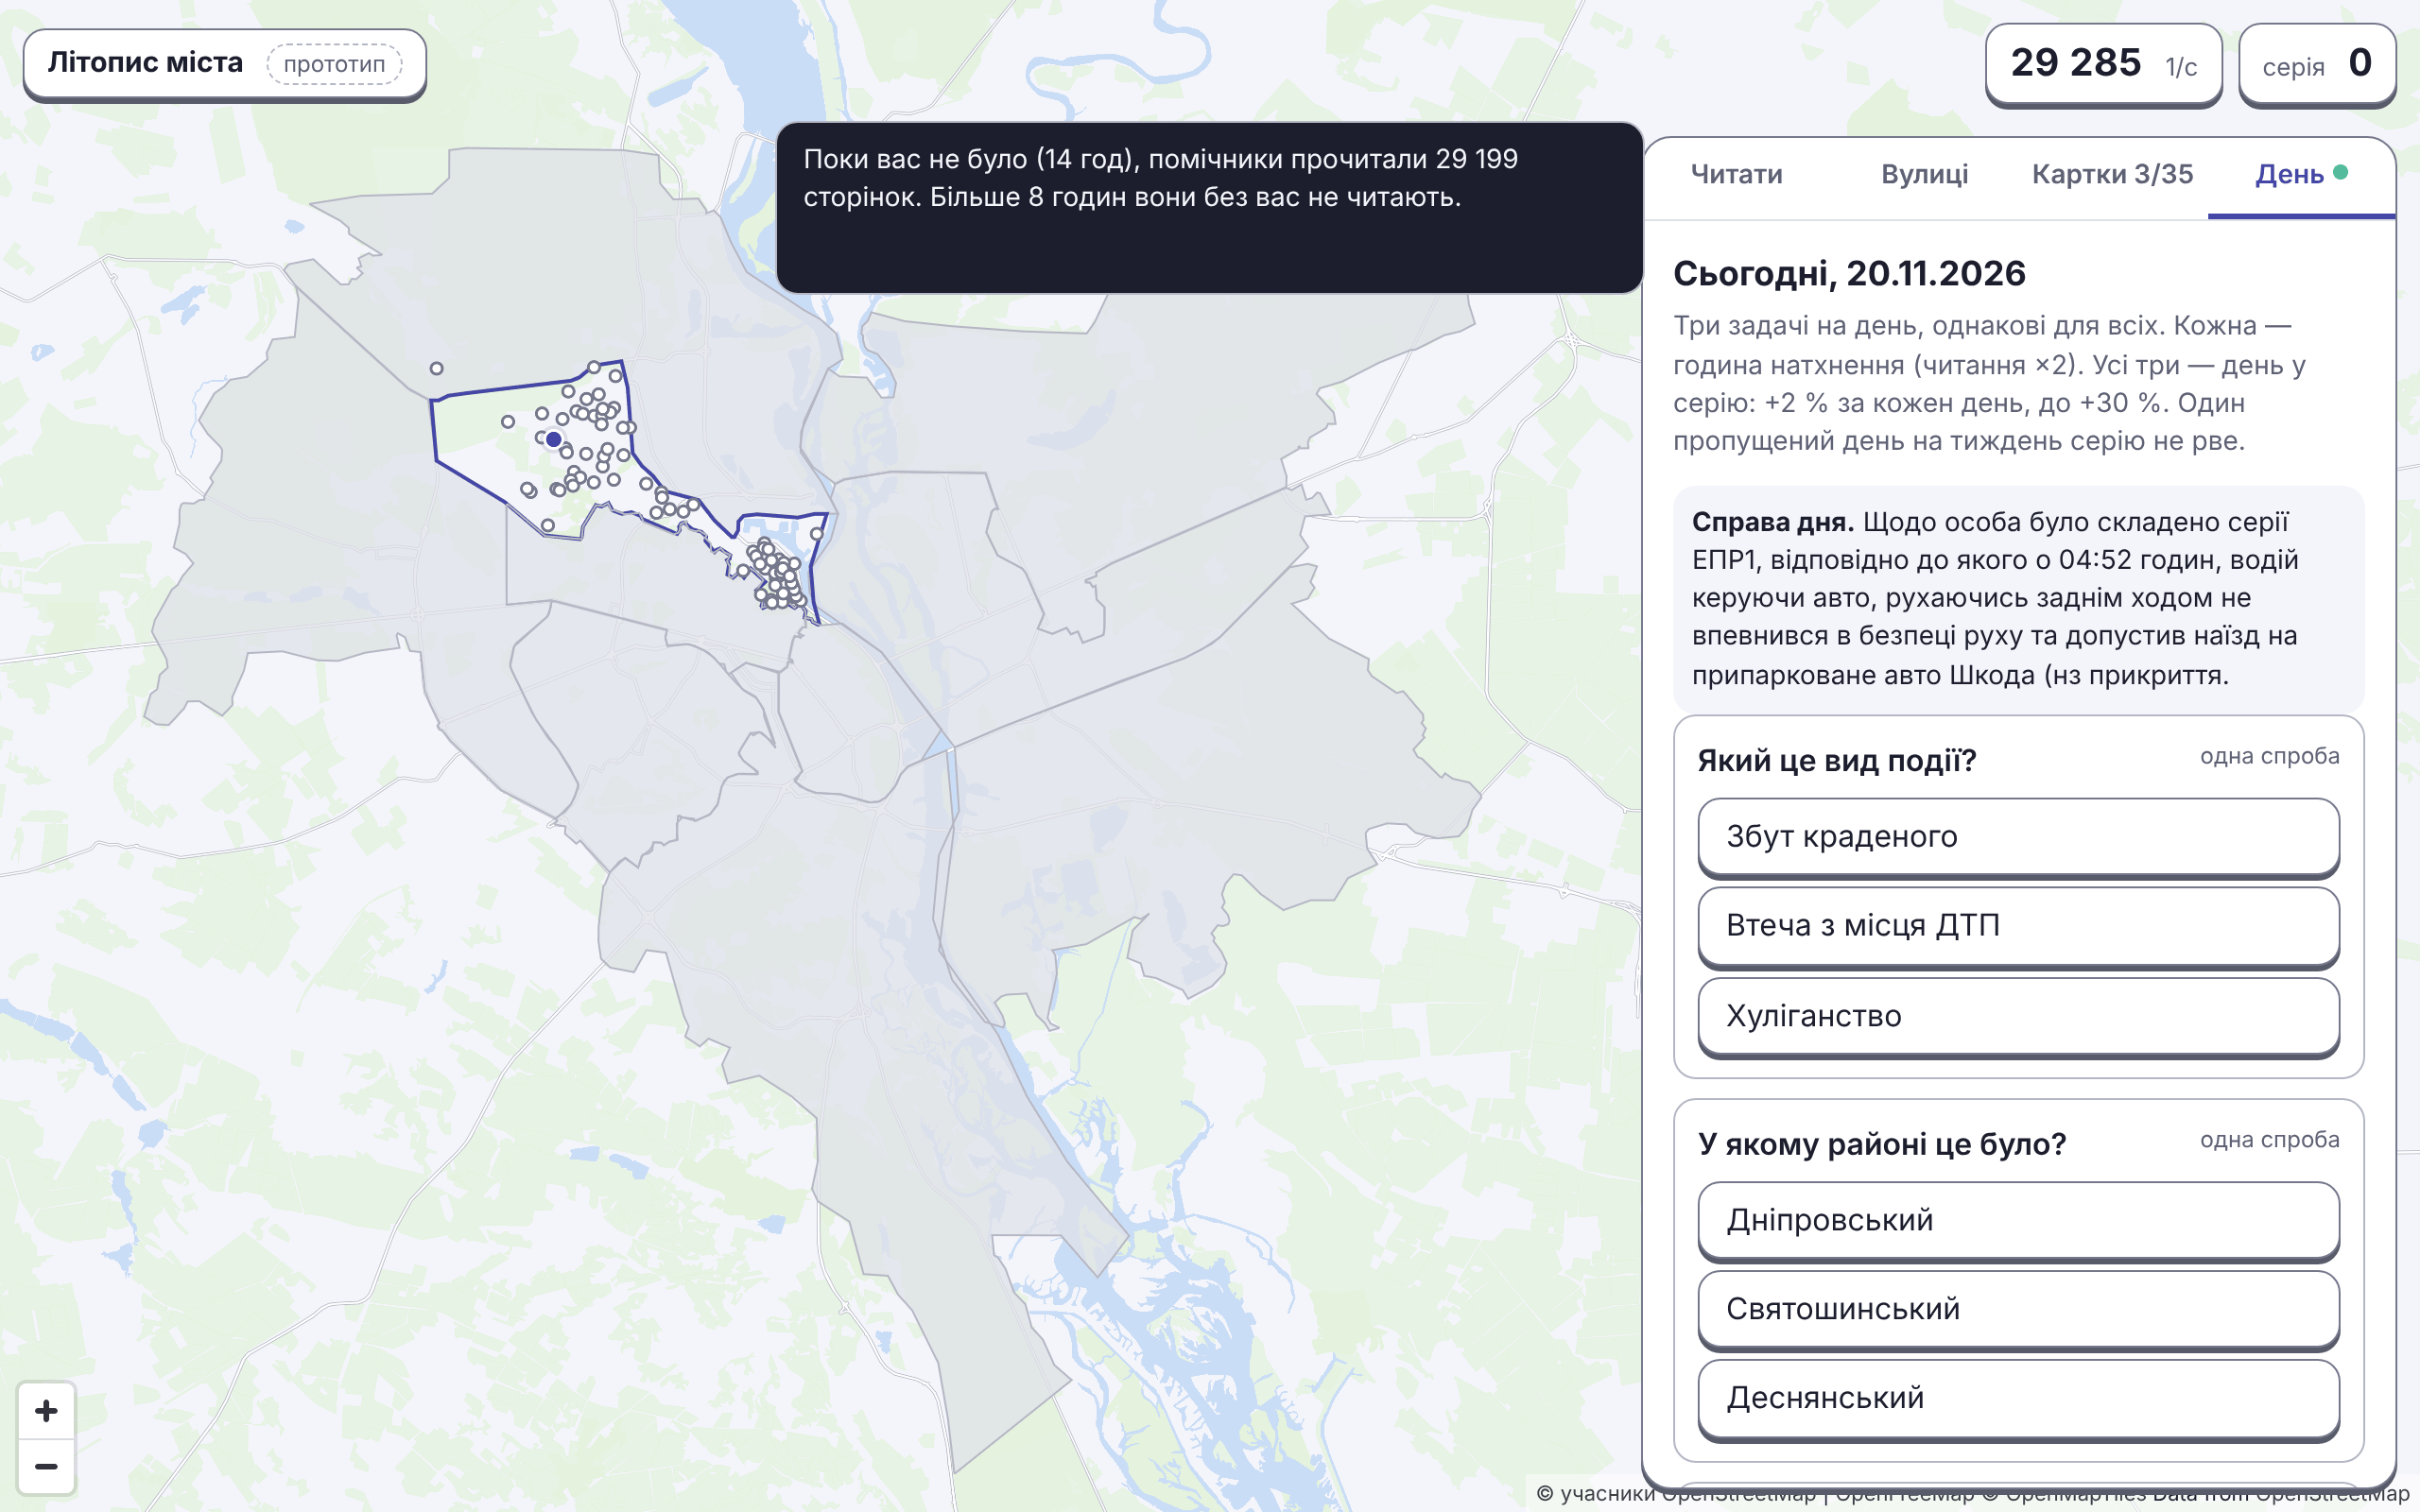 Літопис міста прототип
29 285 1/с
серія 0
Поки вас не було (14 год), помічники прочитали 29 199
сторінок. Більше 8 годин вони без вас не читають.
Читати Вулиці Картки 3/35 День
Сьогодні, 20.11.2026
Три задачі на день, однакові для всіх. Кожна —
година натхнення (читання ×2). Усі три — день у
серію: +2 % за кожен день, до +30 %. Один
пропущений день на тиждень серію не рве.
Справа дня. Щодо особа було складено серії
ЕПР1, відповідно до якого о 04:52 годин, водій
керуючи авто, рухаючись заднім ходом не
впевнився в безпеці руху та допустив наїзд на
припарковане авто Шкода (нз прикриття.
Який це вид події? одна спроба
Збут краденого
Втеча з місця ДТП
Хуліганство
У якому районі це було? одна спроба
Дніпровський
Святошинський
Деснянський
+
−
© учасники OpenStreetMap | OpenFreeMap © OpenMapTiles Data from OpenStreetMap